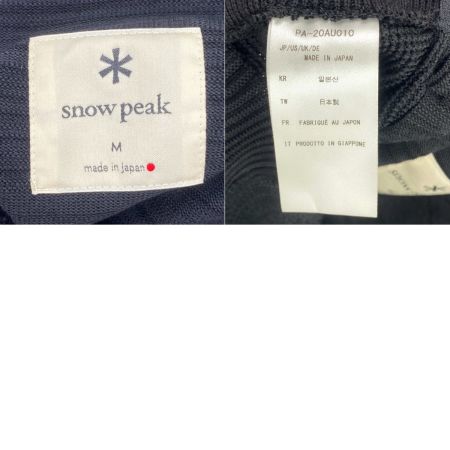 snow peak
M
made in japan
PA-20AU010
JP/US/UK/DE
MADE IN JAPAN
KR 일본산
TW 日本製
FR FABRIQUÉ AU JAPON
IT PRODOTTO IN GIAPPONE
snow